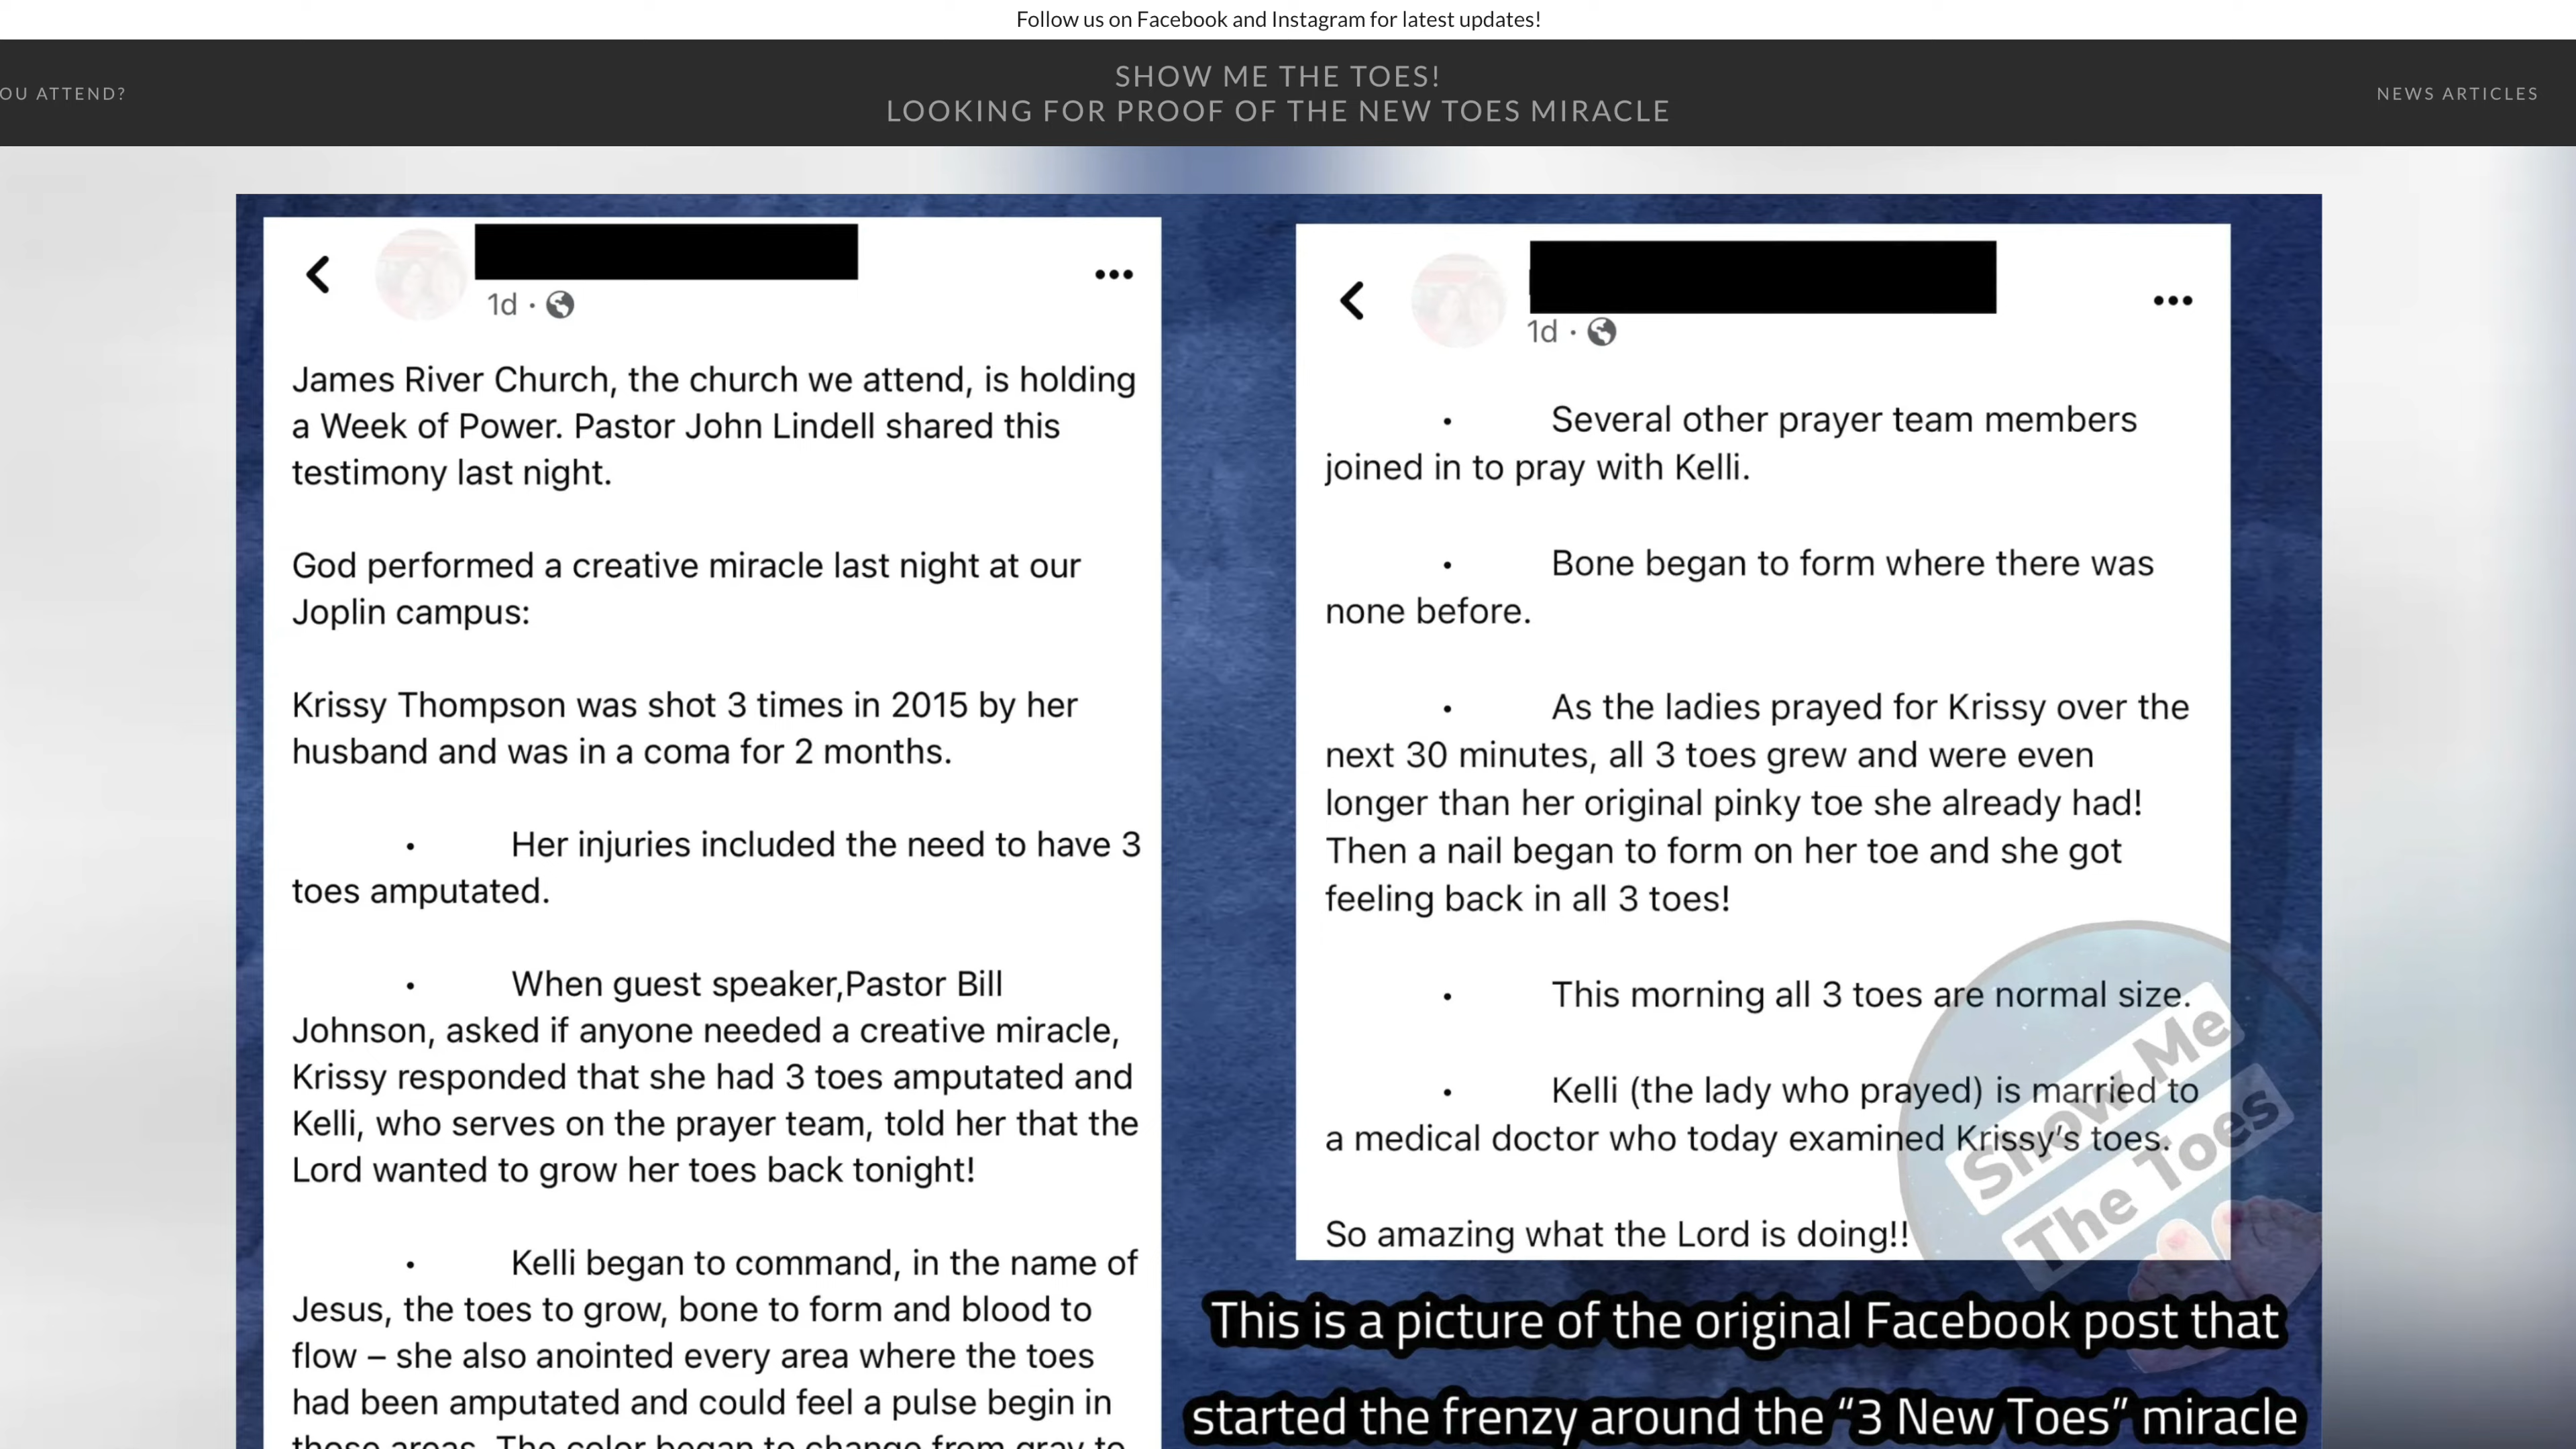 Follow us on Facebook and Instagram for latest updates!
OU ATTEND?
SHOW ME THE TOES!
LOOKING FOR PROOF OF THE NEW TOES MIRACLE
NEWS ARTICLES
1d
James River Church, the church we attend, is holding
a Week of Power. Pastor John Lindell shared this
testimony last night.
God performed a creative miracle last night at our
Joplin campus:
Krissy Thompson was shot 3 times in 2015 by her
husband and was in a coma for 2 months.
• Her injuries included the need to have 3
toes amputated.
• When guest speaker,Pastor Bill
Johnson, asked if anyone needed a creative miracle,
Krissy responded that she had 3 toes amputated and
Kelli, who serves on the prayer team, told her that the
Lord wanted to grow her toes back tonight!
• Kelli began to command, in the name of
Jesus, the toes to grow, bone to form and blood to
flow – she also anointed every area where the toes
had been amputated and could feel a pulse begin in
those areas. The color began to change from gray to
1d
• Several other prayer team members
joined in to pray with Kelli.
• Bone began to form where there was
none before.
• As the ladies prayed for Krissy over the
next 30 minutes, all 3 toes grew and were even
longer than her original pinky toe she already had!
Then a nail began to form on her toe and she got
feeling back in all 3 toes!
• This morning all 3 toes are normal size.
• Kelli (the lady who prayed) is married to
a medical doctor who today examined Krissy's toes.
So amazing what the Lord is doing!!
Show Me
The Toes
This is a picture of the original Facebook post that
started the frenzy around the “3 New Toes” miracle